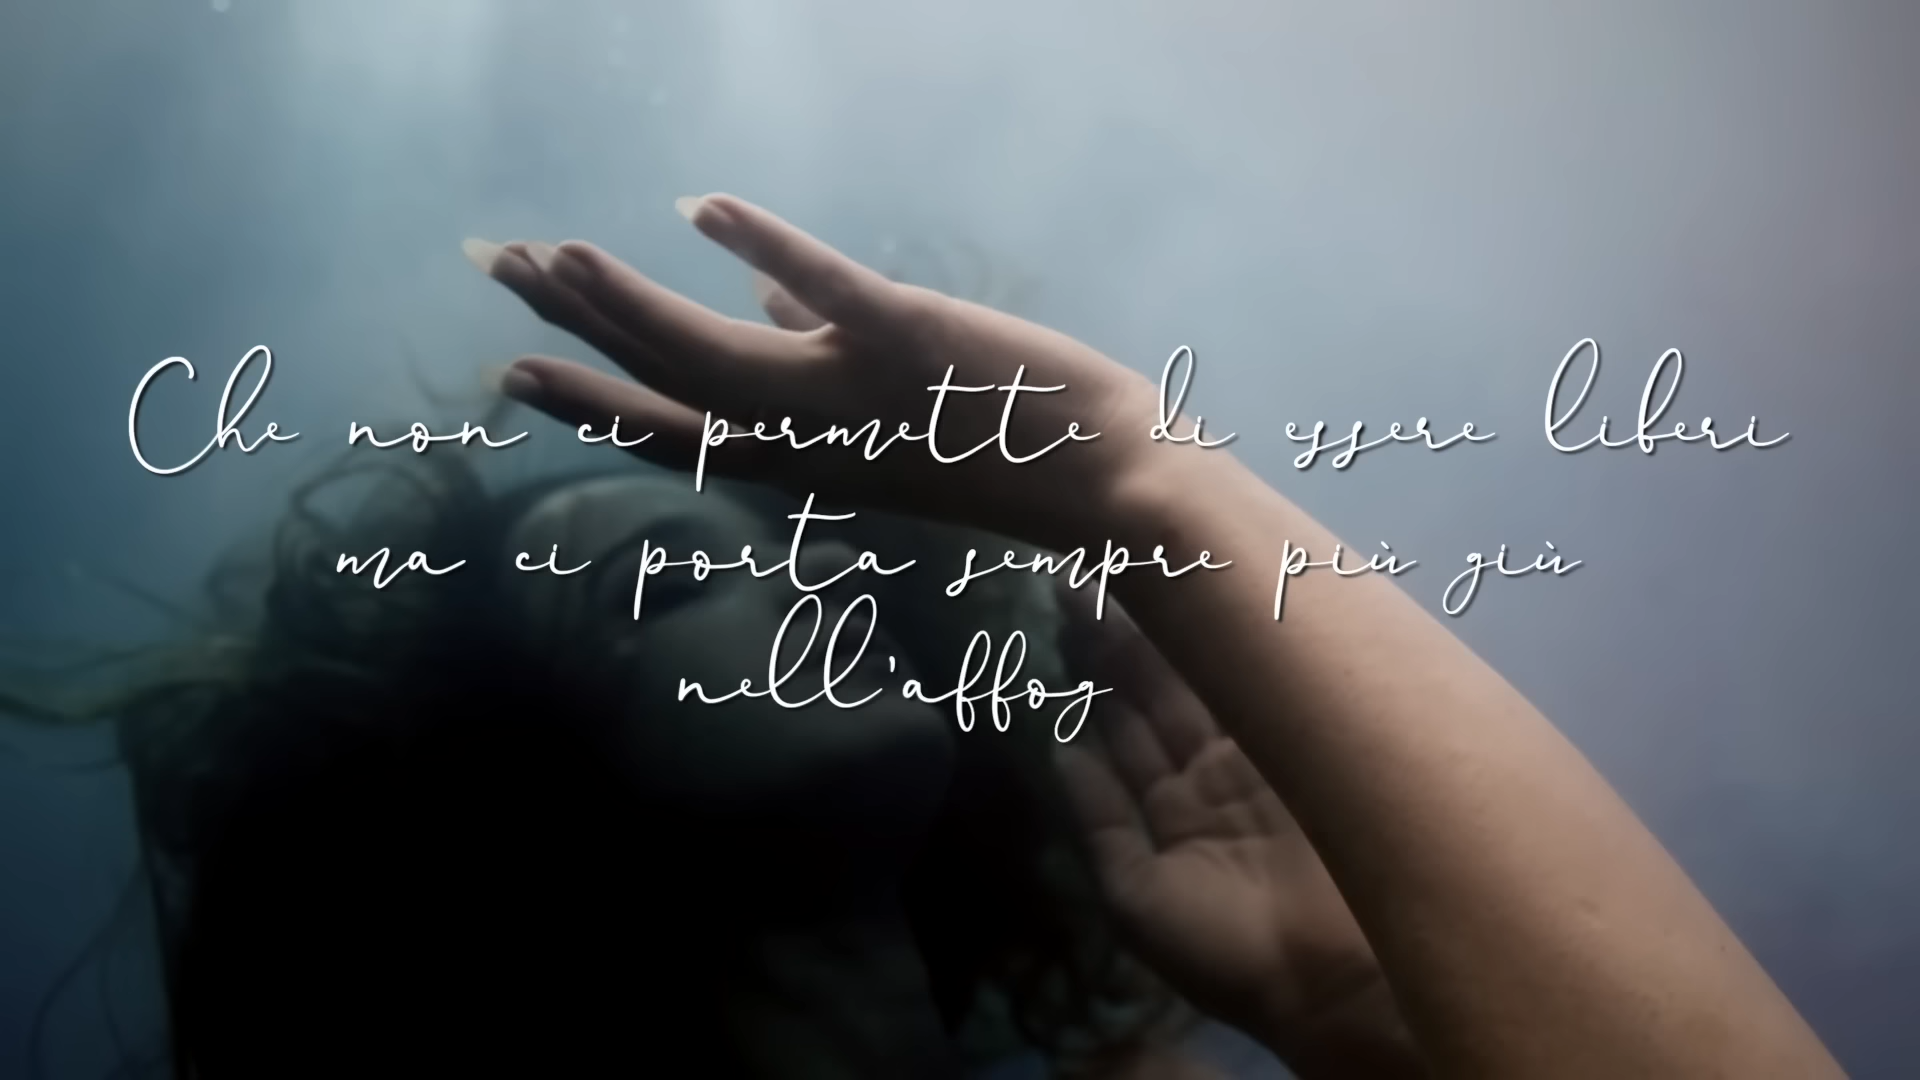 Che non ci permette di essere liberi
ma ci porta sempre più giù
nell'affog